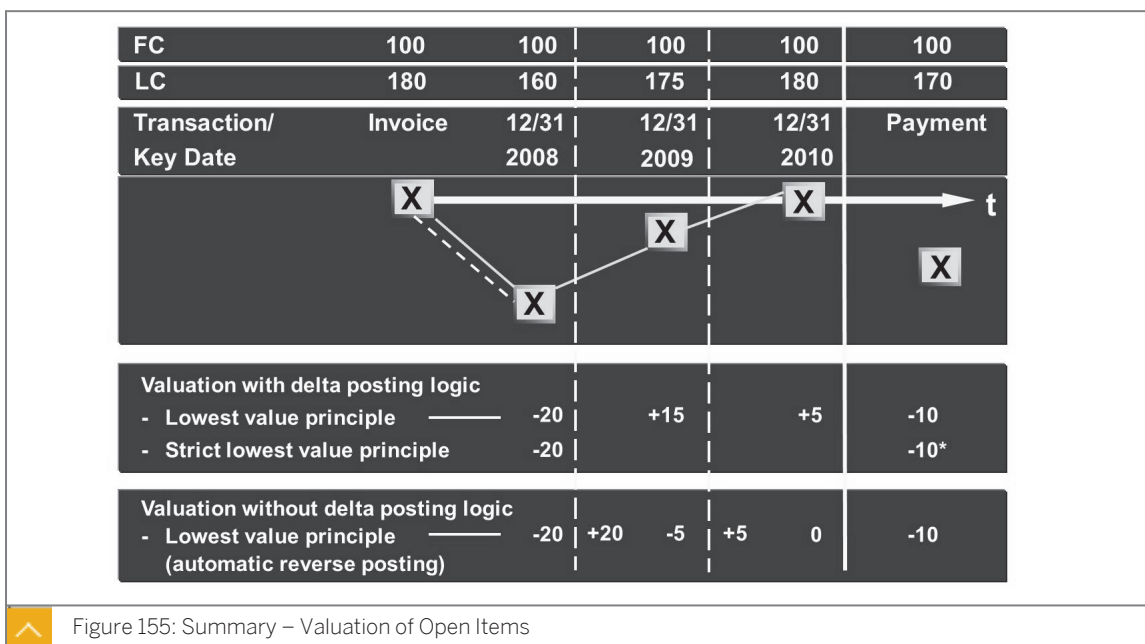 FC 100 100 100 100 100
LC 180 160 175 180 170
Transaction/ Invoice 12/31 12/31 12/31 Payment
Key Date 2008 2009 2010
X X t
X X
X
Valuation with delta posting logic
- Lowest value principle -20 +15 +5 -10
- Strict lowest value principle -20 -10*
Valuation without delta posting logic
- Lowest value principle -20 +20 -5 +5 0 -10
(automatic reverse posting)
Figure 155: Summary – Valuation of Open Items